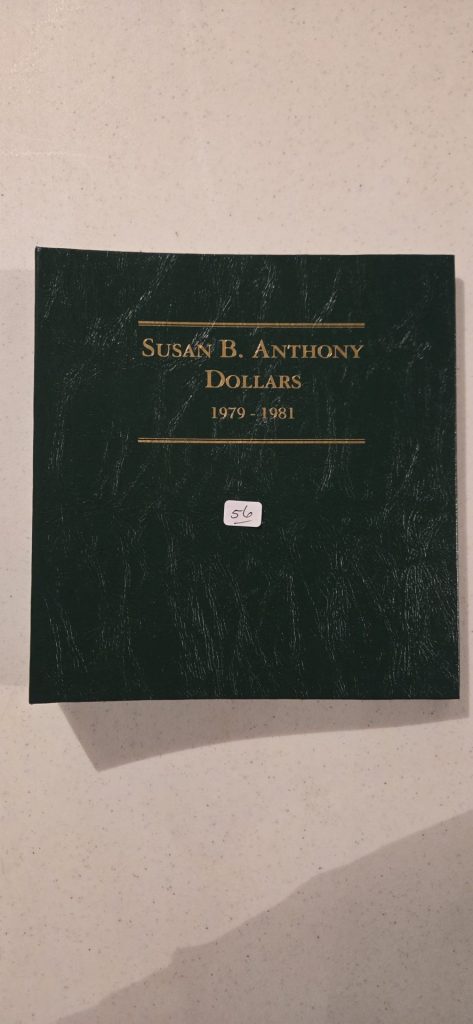 SUSAN B. ANTHONY
DOLLARS
1979 - 1981
56